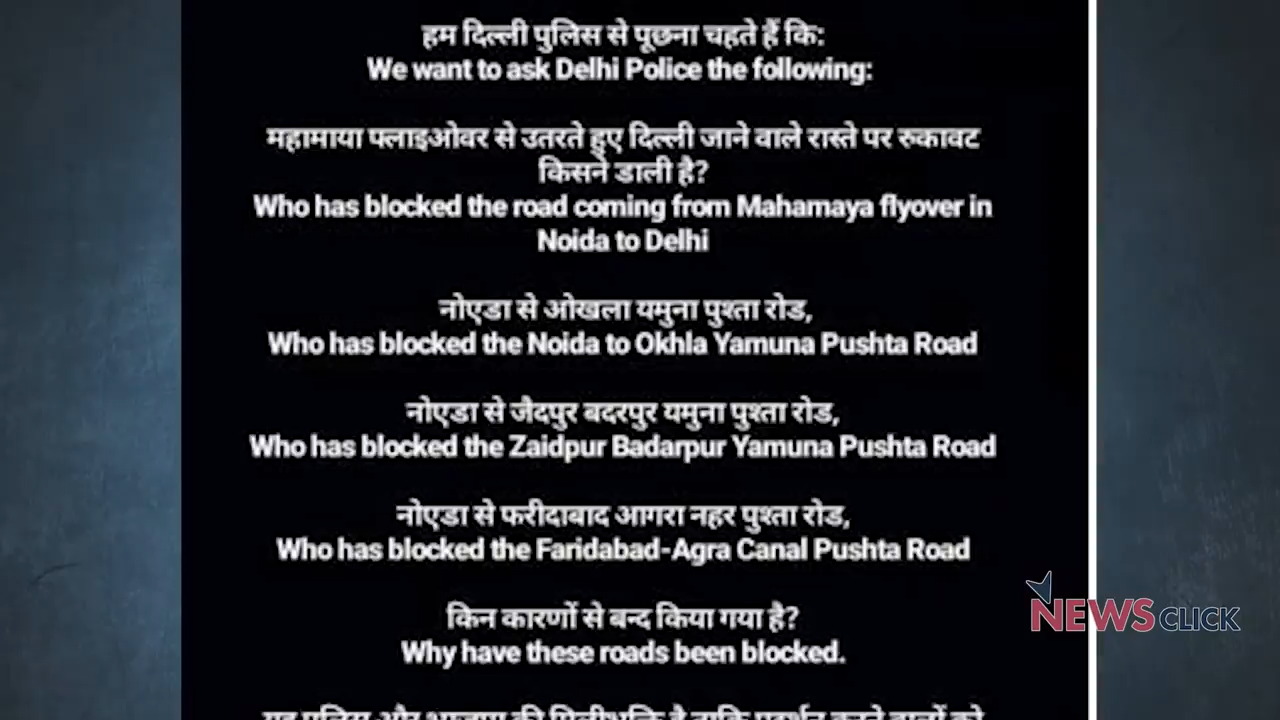 हम दिल्ली पुलिस से पूछना चहते हैं कि:
We want to ask Delhi Police the following:
महामाया फ्लाइओवर से उतरते हुए दिल्ली जाने वाले रास्ते पर रुकावट
किसने डाली है?
Who has blocked the road coming from Mahamaya flyover in
Noida to Delhi
नोएडा से ओखला यमुना पुश्ता रोड,
Who has blocked the Noida to Okhla Yamuna Pushta Road
नोएडा से जैदपुर बदरपुर यमुना पुश्ता रोड,
Who has blocked the Zaidpur Badarpur Yamuna Pushta Road
नोएडा से फरीदाबाद आगरा नहर पुश्ता रोड,
Who has blocked the Faridabad-Agra Canal Pushta Road
किन कारणों से बन्द किया गया है?
Why have these roads been blocked.
NEWSCLICK